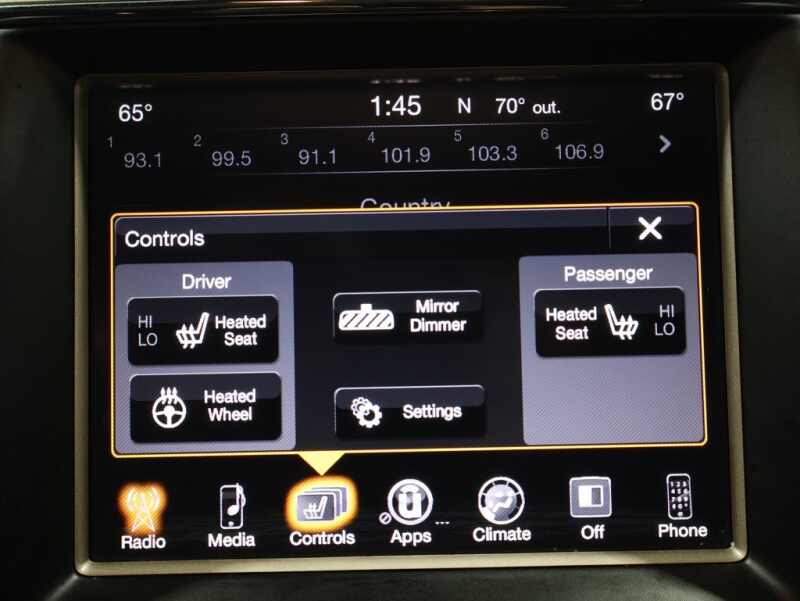 65° 1:45 N 70° out. 67°
1 93.1 2 99.5 3 91.1 4 101.9 5 103.3 6 106.9
Country
Controls
Driver
Passenger
HI
LO
Heated
Seat
Mirror
Dimmer
Heated
Seat
HI
LO
Heated
Wheel
Settings
Radio Media Controls Apps Climate Off Phone